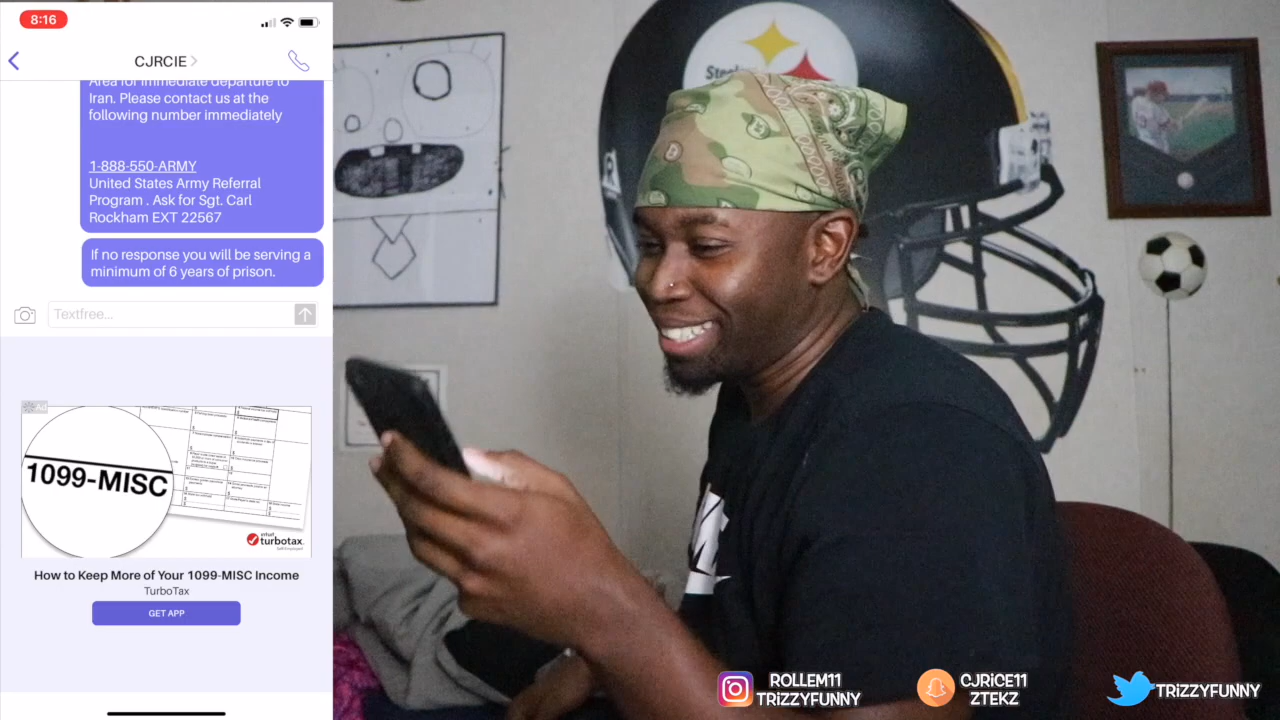 8:16
CJRCIE
Area for immediate departure to
Iran. Please contact us at the
following number immediately
1-888-550-ARMY
United States Army Referral
Program . Ask for Sgt. Carl
Rockham EXT 22567
If no response you will be serving a
minimum of 6 years of prison.
Textfree...
1099-MISC
intuit
turbotax
Self-Employed
How to Keep More of Your 1099-MISC Income
TurboTax
GET APP
Steelers
ROLLEM11
TRIZZYFUNNY
CJRICE11
ZTEKZ
TRIZZYFUNNY